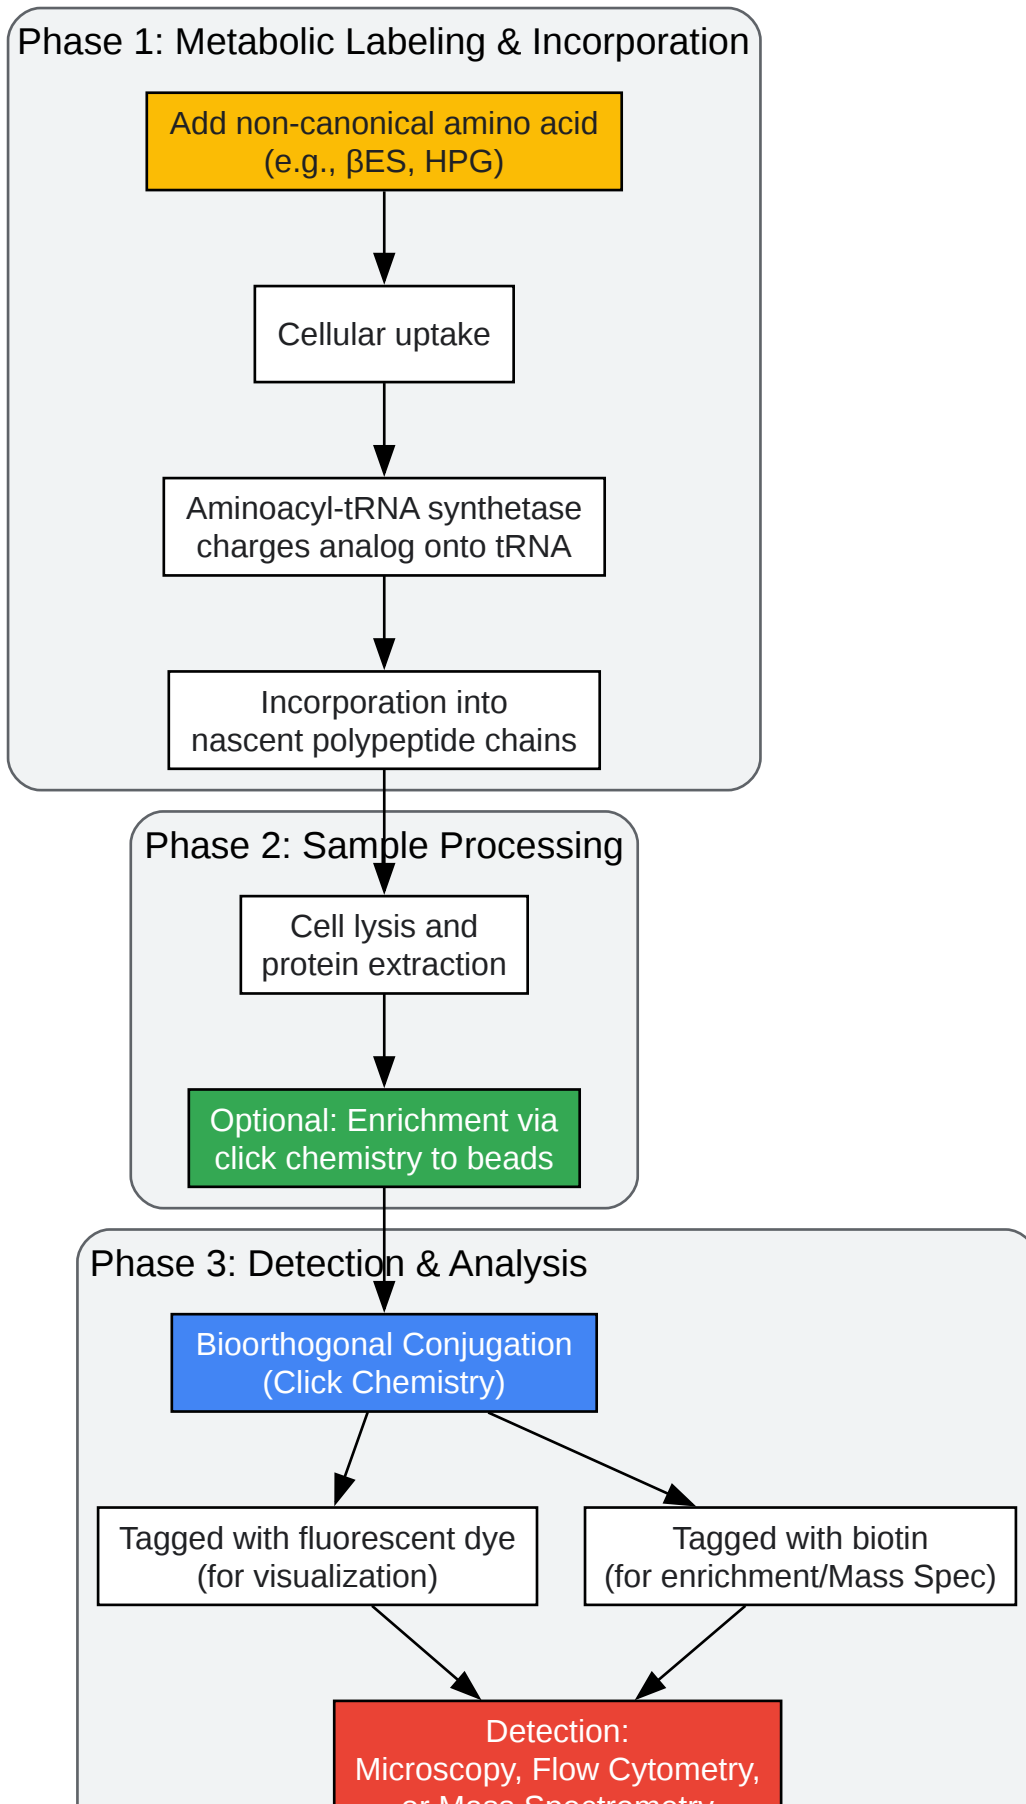 Phase 1: Metabolic Labeling & Incorporation
Add non-canonical amino acid
(e.g., βES, HPG)
Cellular uptake
Aminoacyl-tRNA synthetase
charges analog onto tRNA
Incorporation into
nascent polypeptide chains
Phase 2: Sample Processing
Cell lysis and
protein extraction
Optional: Enrichment via
click chemistry to beads
Phase 3: Detection & Analysis
Bioorthogonal Conjugation
(Click Chemistry)
Tagged with fluorescent dye
(for visualization)
Tagged with biotin
(for enrichment/Mass Spec)
Detection:
Microscopy, Flow Cytometry,
or Mass Spectrometry